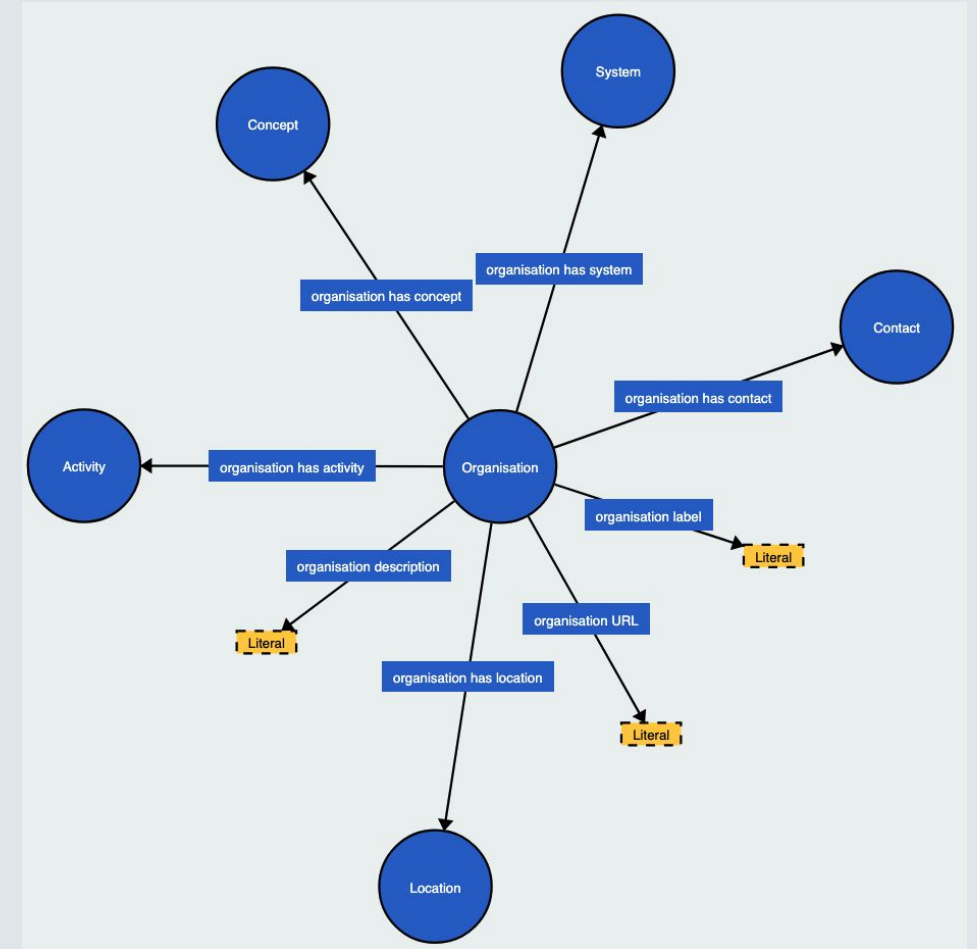 System
Concept
organisation has system
organisation has concept
Contact
organisation has contact
Activity
organisation has activity
Organisation
organisation label
Literal
organisation description
organisation URL
Literal
organisation has location
Literal
Location